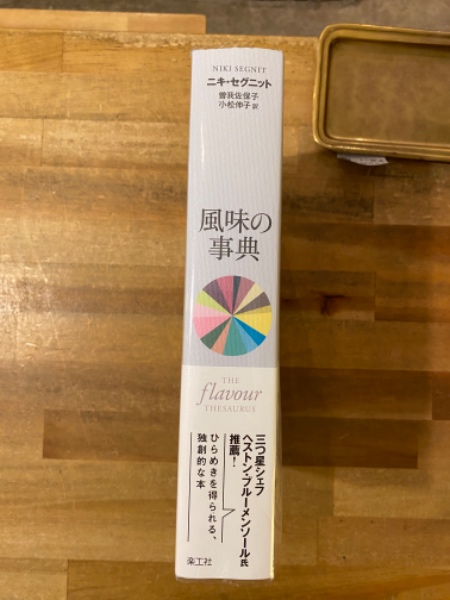 NIKI SEGNIT
ニキ・セグニット
曽我佐保子
小松伸子 訳
風味の
事典
THE
flavour
THESAURUS
三つ星シェフ
ヘストン・ブルーメンソール氏
推薦!
ひらめきを得られる、
独創的な本
楽工社